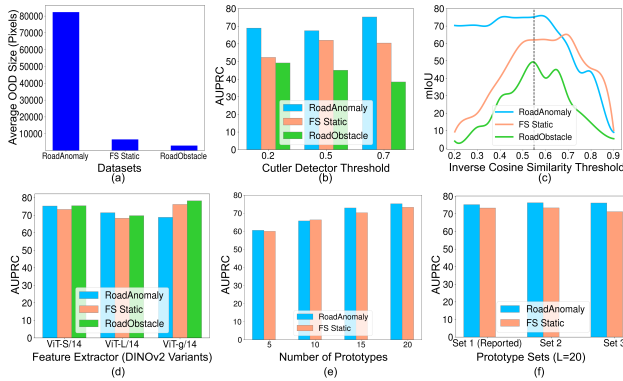 80000
70000
60000
50000
40000
30000
20000
10000
Average OOD Size (Pixels)
RoadAnomaly FS Static RoadObstacle
Datasets
(a)
80
70
60
50
40
30
20
10
0
AUPRC
RoadAnomaly
FS Static
RoadObstacle
0.2 0.5 0.7
Cutler Detector Threshold
(b)
80
70
60
50
40
30
20
10
0
mIoU
RoadAnomaly
FS Static
RoadObstacle
0.2 0.3 0.4 0.5 0.6 0.7 0.8 0.9
Inverse Cosine Similarity Threshold
(c)
80
70
60
50
40
30
20
10
0
AUPRC
RoadAnomaly
FS Static
RoadObstacle
ViT-S/14 ViT-L/14 ViT-g/14
Feature Extractor (DINOv2 Variants)
(d)
80
70
60
50
40
30
20
10
0
AUPRC
RoadAnomaly
FS Static
5 10 15 20
Number of Prototypes
(e)
80
70
60
50
40
30
20
10
0
AUPRC
RoadAnomaly
FS Static
Set 1 (Reported) Set 2 Set 3
Prototype Sets (L=20)
(f)